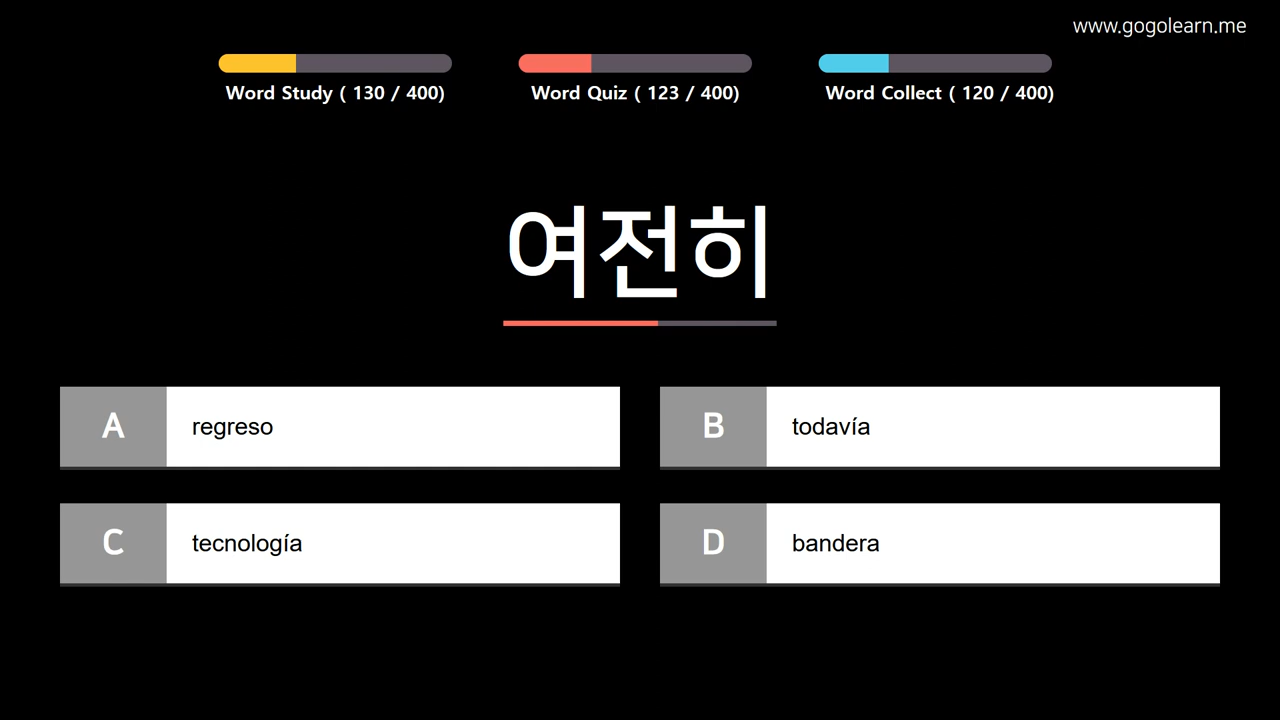 www.gogolearn.me
Word Study ( 130 / 400)
Word Quiz ( 123 / 400)
Word Collect ( 120 / 400)
여전히
A regreso
B todavía
C tecnología
D bandera